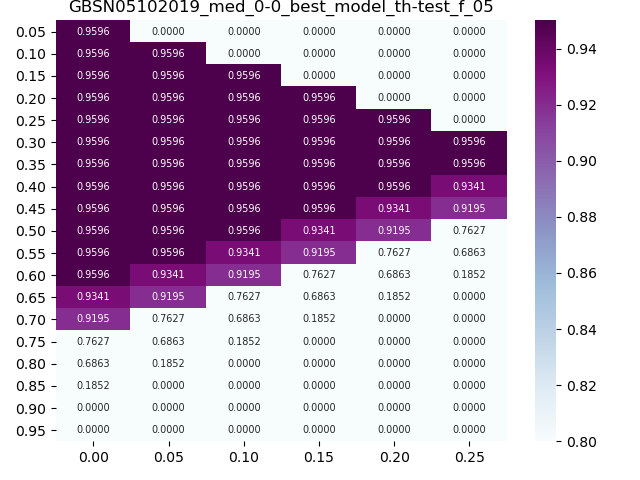 GBSN05102019_med_0-0_best_model_th-test_f_05
0.05 0.9596 0.0000 0.0000 0.0000 0.0000 0.0000
0.10 0.9596 0.9596 0.0000 0.0000 0.0000 0.0000
0.15 0.9596 0.9596 0.9596 0.0000 0.0000 0.0000
0.20 0.9596 0.9596 0.9596 0.9596 0.0000 0.0000
0.25 0.9596 0.9596 0.9596 0.9596 0.9596 0.0000
0.30 0.9596 0.9596 0.9596 0.9596 0.9596 0.9596
0.35 0.9596 0.9596 0.9596 0.9596 0.9596 0.9596
0.40 0.9596 0.9596 0.9596 0.9596 0.9596 0.9341
0.45 0.9596 0.9596 0.9596 0.9596 0.9341 0.9195
0.50 0.9596 0.9596 0.9596 0.9341 0.9195 0.7627
0.55 0.9596 0.9596 0.9341 0.9195 0.7627 0.6863
0.60 0.9596 0.9341 0.9195 0.7627 0.6863 0.1852
0.65 0.9341 0.9195 0.7627 0.6863 0.1852 0.0000
0.70 0.9195 0.7627 0.6863 0.1852 0.0000 0.0000
0.75 0.7627 0.6863 0.1852 0.0000 0.0000 0.0000
0.80 0.6863 0.1852 0.0000 0.0000 0.0000 0.0000
0.85 0.1852 0.0000 0.0000 0.0000 0.0000 0.0000
0.90 0.0000 0.0000 0.0000 0.0000 0.0000 0.0000
0.95 0.0000 0.0000 0.0000 0.0000 0.0000 0.0000
0.00 0.05 0.10 0.15 0.20 0.25
0.94
0.92
0.90
0.88
0.86
0.84
0.82
0.80